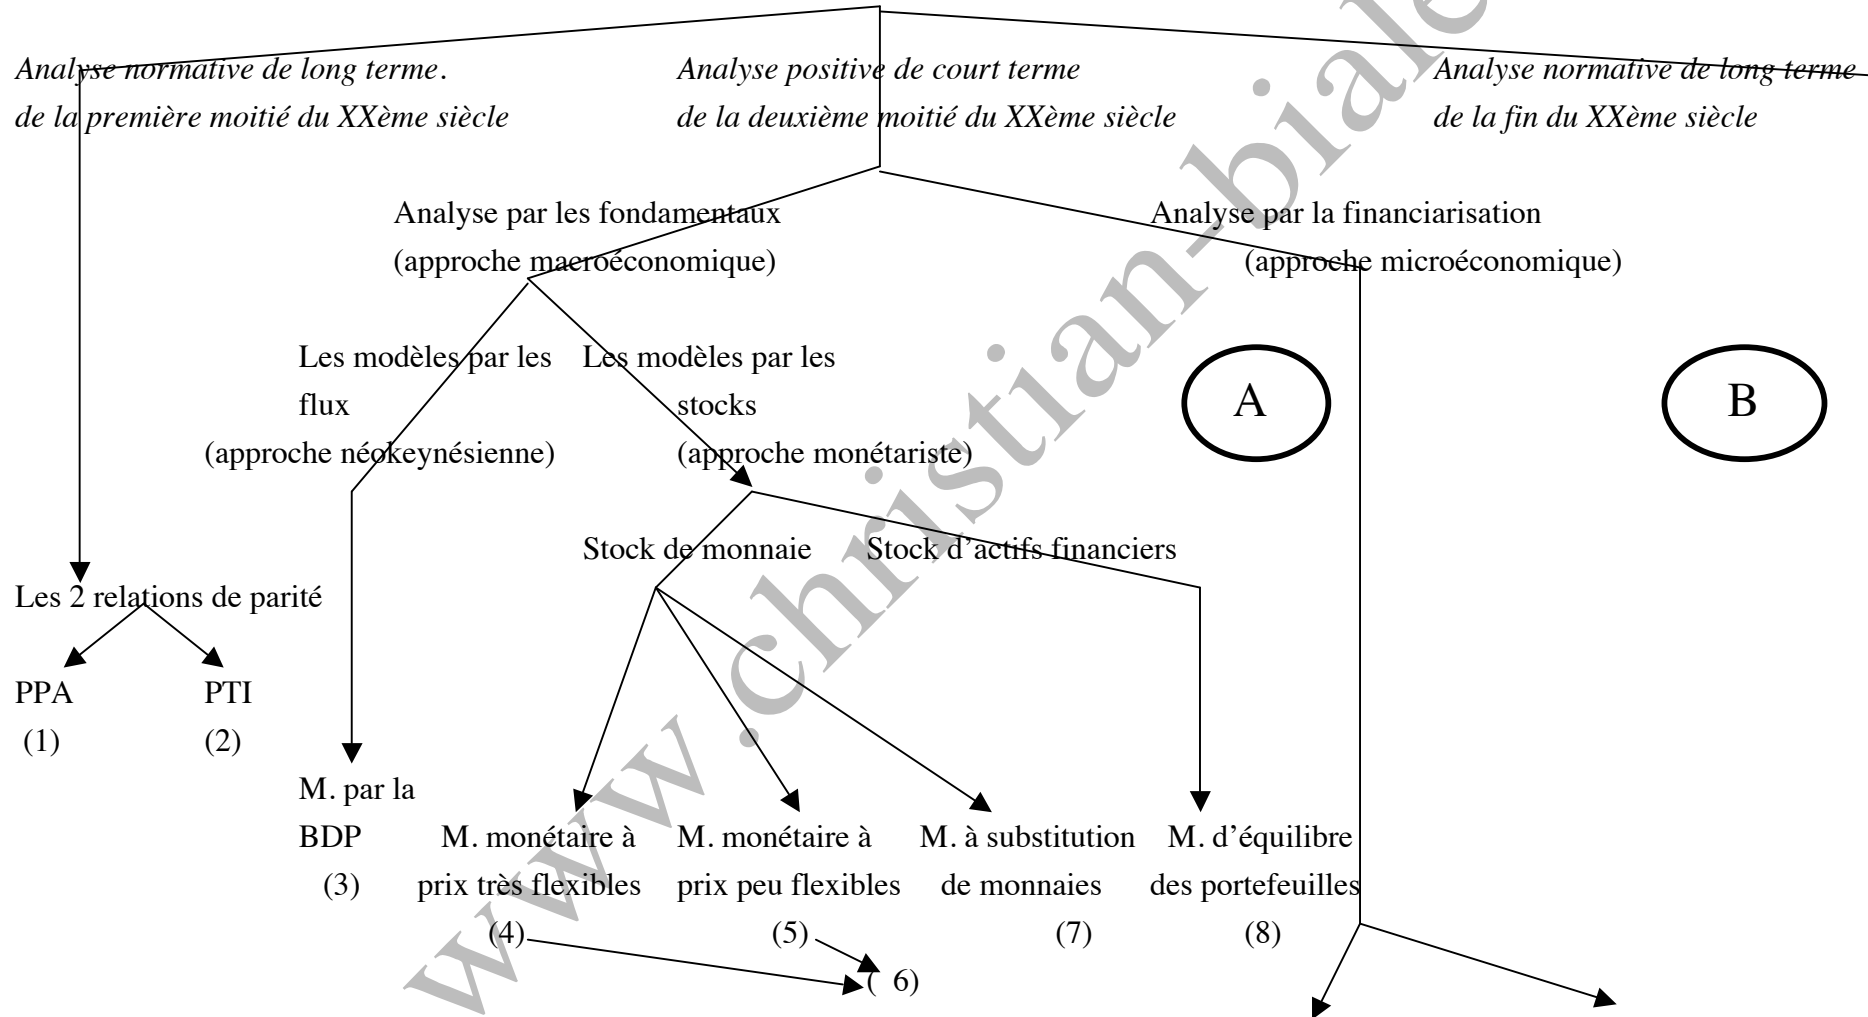 Analyse normative de long terme.
de la première moitié du XXème siècle
Analyse positive de court terme
de la deuxième moitié du XXème siècle
Analyse normative de long terme
de la fin du XXème siècle
Analyse par les fondamentaux
(approche macroéconomique)
Analyse par la financiarisation
(approche microéconomique)
Les modèles par les
flux
(approche néokeynésienne)
Les modèles par les
stocks
(approche monétariste)
A
B
Stock de monnaie
Stock d’actifs financiers
Les 2 relations de parité
PPA
(1)
PTI
(2)
M. par la
BDP
(3)
M. monétaire à
prix très flexibles
(4)
M. monétaire à
prix peu flexibles
(5)
( 6)
M. à substitution
de monnaies
(7)
M. d’équilibre
des portefeuilles
(8)
www.christian-biale